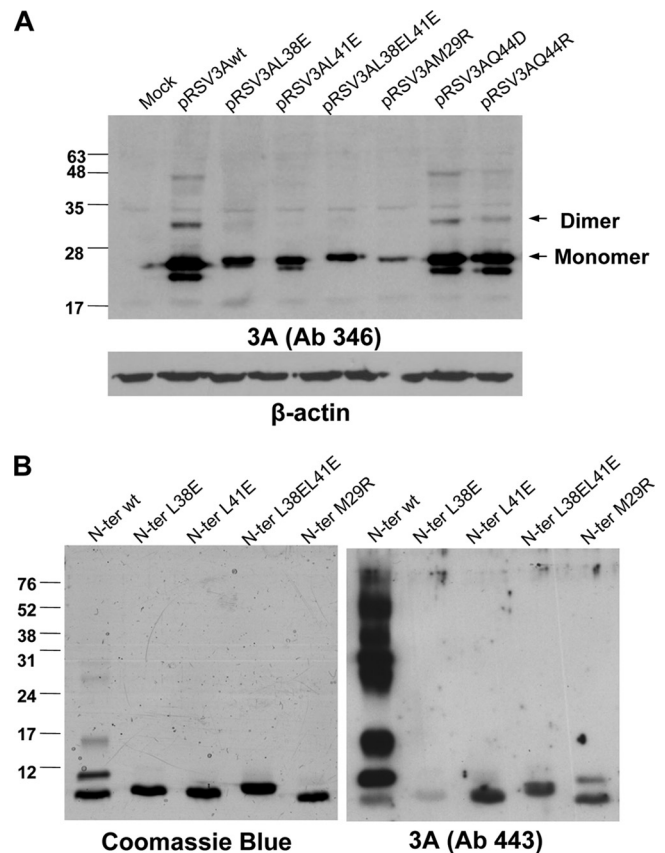 A
Mock
pRSV3Awt
pRSV3AL38E
pRSV3AL41E
pRSV3AL38EL41E
pRSV3AM29R
pRSV3AQ44D
pRSV3AQ44R
63
48
35
28
17
Dimer
Monomer
3A (Ab 346)
β-actin
B
N-ter wt
N-ter L38E
N-ter L41E
N-ter L38EL41E
N-ter M29R
N-ter wt
N-ter L38E
N-ter L41E
N-ter L38EL41E
N-ter M29R
76
52
38
31
24
17
12
Coomassie Blue
3A (Ab 443)